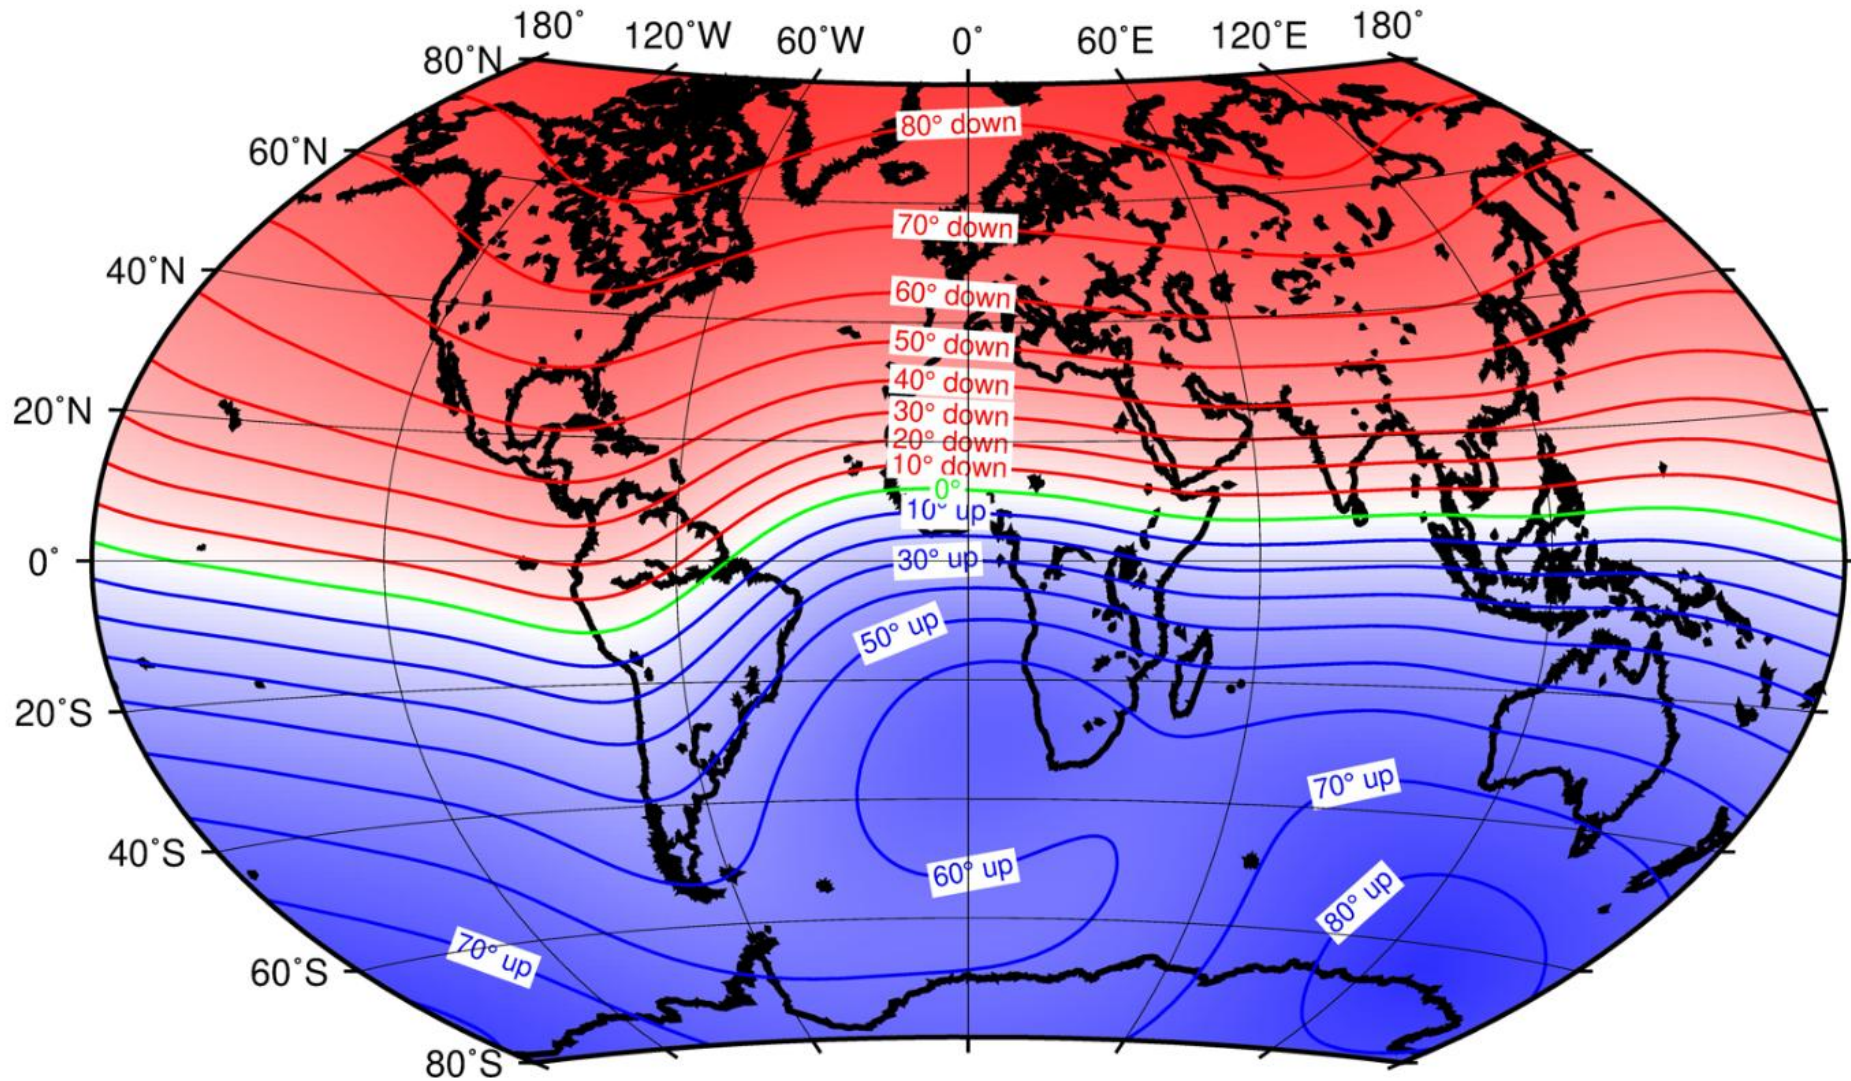 180° 120°W 60°W 0° 60°E 120°E 180°
80°N
60°N
40°N
20°N
0°
20°S
40°S
60°S
80°S
80° down
70° down
60° down
50° down
40° down
30° down
20° down
10° down
0°
10° up
30° up
50° up
70° up
60° up
80° up
70° up